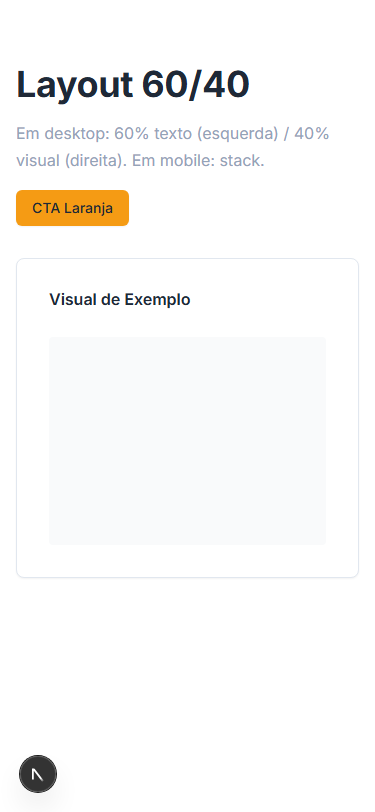 Layout 60/40
Em desktop: 60% texto (esquerda) / 40%
visual (direita). Em mobile: stack.
CTA Laranja
Visual de Exemplo